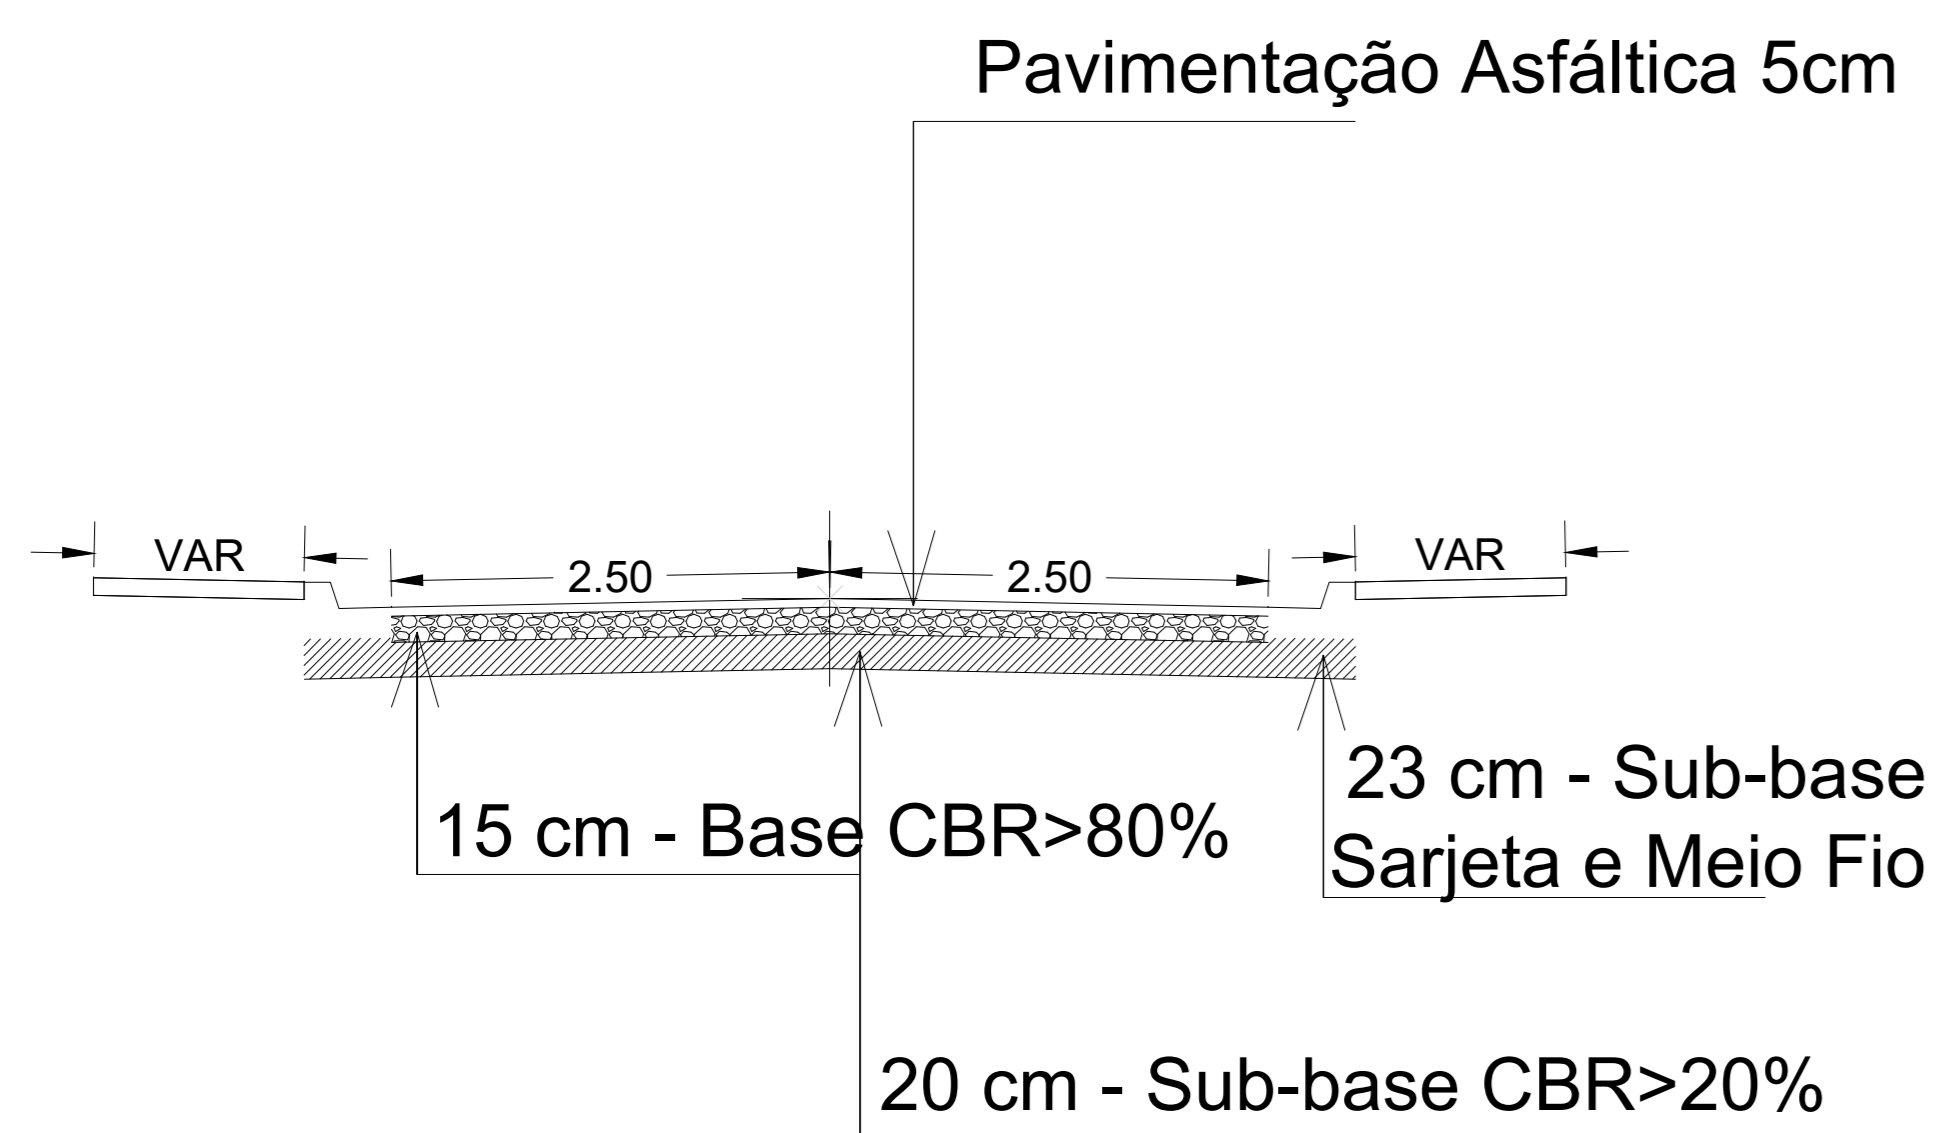 Pavimentação Asfáltica 5cm
VAR
2.50
2.50
VAR
23 cm - Sub-base
Sarjeta e Meio Fio
15 cm - Base CBR>80%
20 cm - Sub-base CBR>20%